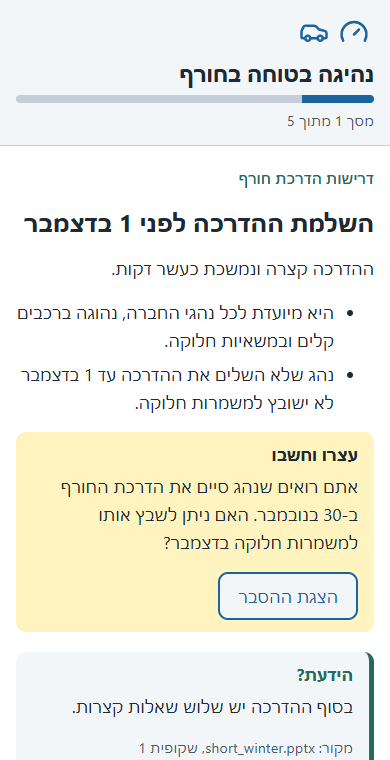 נהיגה בטוחה בחורף
מסך 1 מתוך 5
דרישות הדרכת חורף
השלמת ההדרכה לפני 1 בדצמבר
ההדרכה קצרה ונמשכת כעשר דקות.
• היא מיועדת לכל נהגי החברה, נהוגה ברכבים
קלים ובמשאיות חלוקה.
• נהג שלא השלים את ההדרכה עד 1 בדצמבר
לא ישובץ למשמרות חלוקה.
עצרו וחשבו
אתם רואים שנהג סיים את הדרכת החורף
ב-30 בנובמבר. האם ניתן לשבץ אותו
למשמרות חלוקה בדצמבר?
הצגת ההסבר
הידעת?
בסוף ההדרכה יש שלוש שאלות קצרות.
מקור: short_winter.pptx, שקופית 1